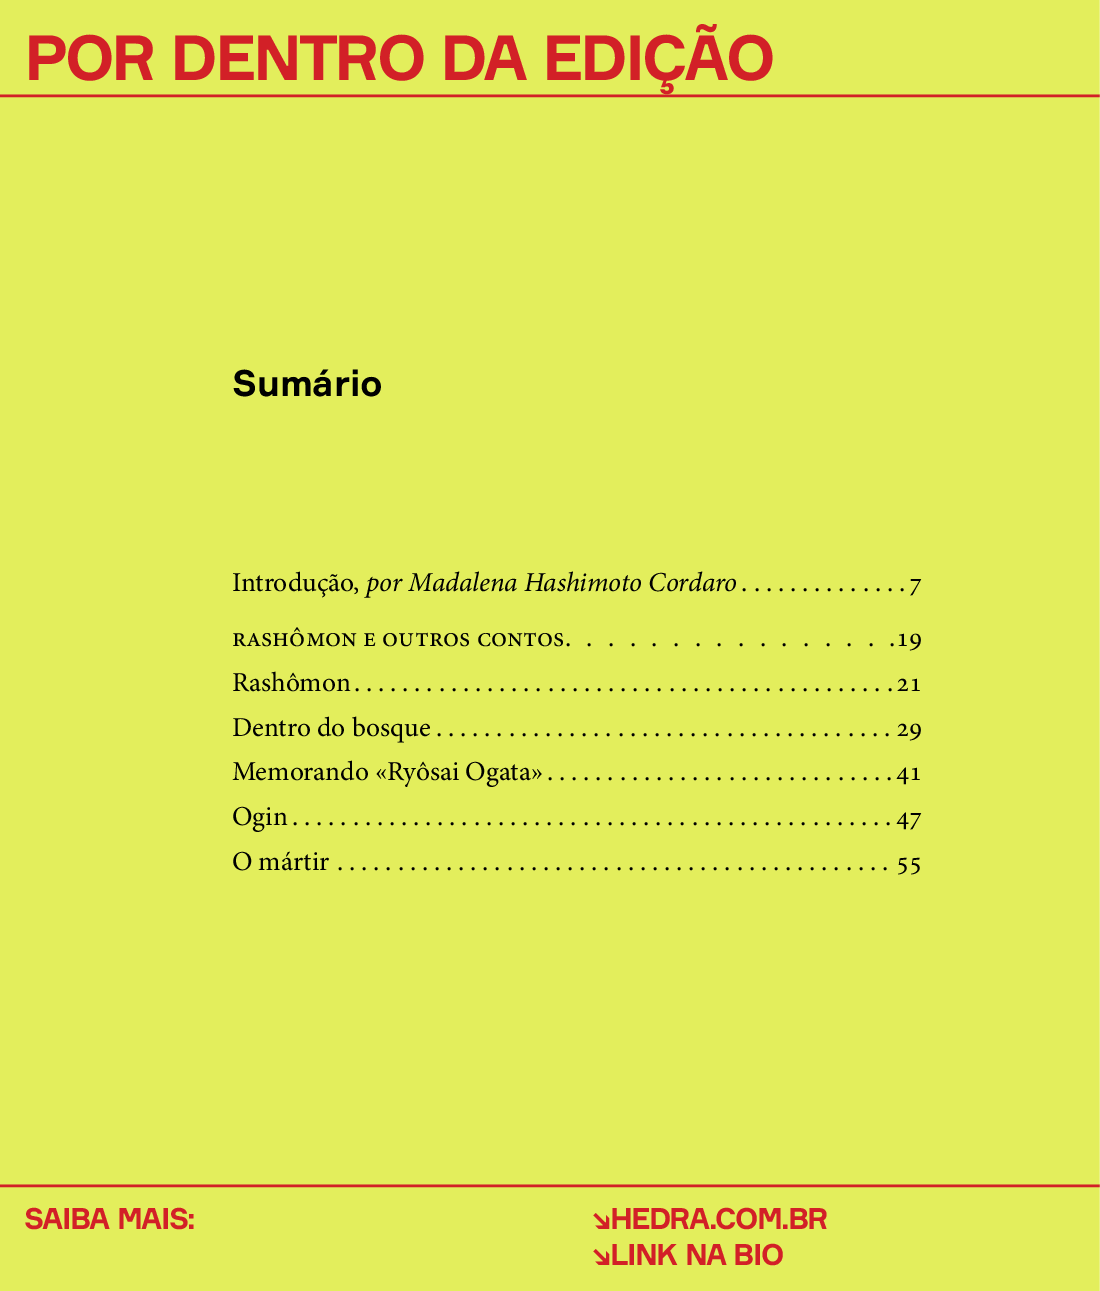 POR DENTRO DA EDIÇÃO
Sumário
Introdução, por Madalena Hashimoto Cordaro . . . . . . . . . . . . . . 7
RASHÔMON E OUTROS CONTOS. . . . . . . . . . . . . . . . 19
Rashômon . . . . . . . . . . . . . . . . . . . . . . . . . . . . . . . . . . . . . . . . . . . . . 21
Dentro do bosque . . . . . . . . . . . . . . . . . . . . . . . . . . . . . . . . . . . . . . 29
Memorando «Ryôsai Ogata» . . . . . . . . . . . . . . . . . . . . . . . . . . . . . 41
Ogin . . . . . . . . . . . . . . . . . . . . . . . . . . . . . . . . . . . . . . . . . . . . . . . . . . 47
O mártir . . . . . . . . . . . . . . . . . . . . . . . . . . . . . . . . . . . . . . . . . . . . . . 55
SAIBA MAIS:
↘HEDRA.COM.BR
↘LINK NA BIO